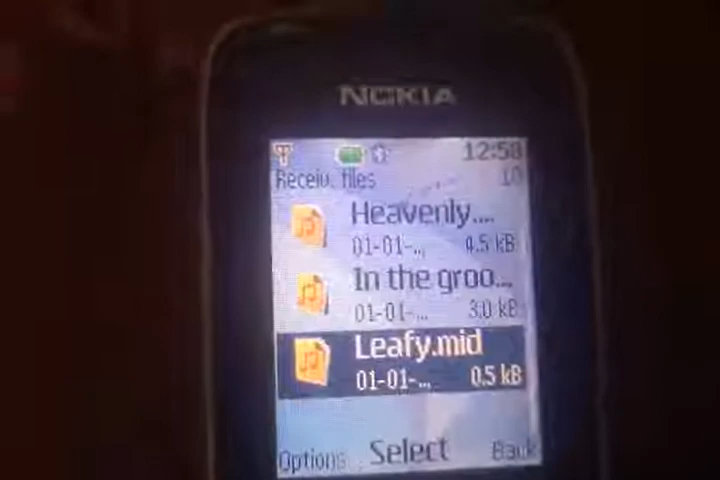 NOKIA
12:58
Receiv. files 10
Heavenly....
01-01-... 4.5 kB
In the groo...
01-01-... 3.0 kB
Leafy.mid
01-01-... 0.5 kB
Options Select Back